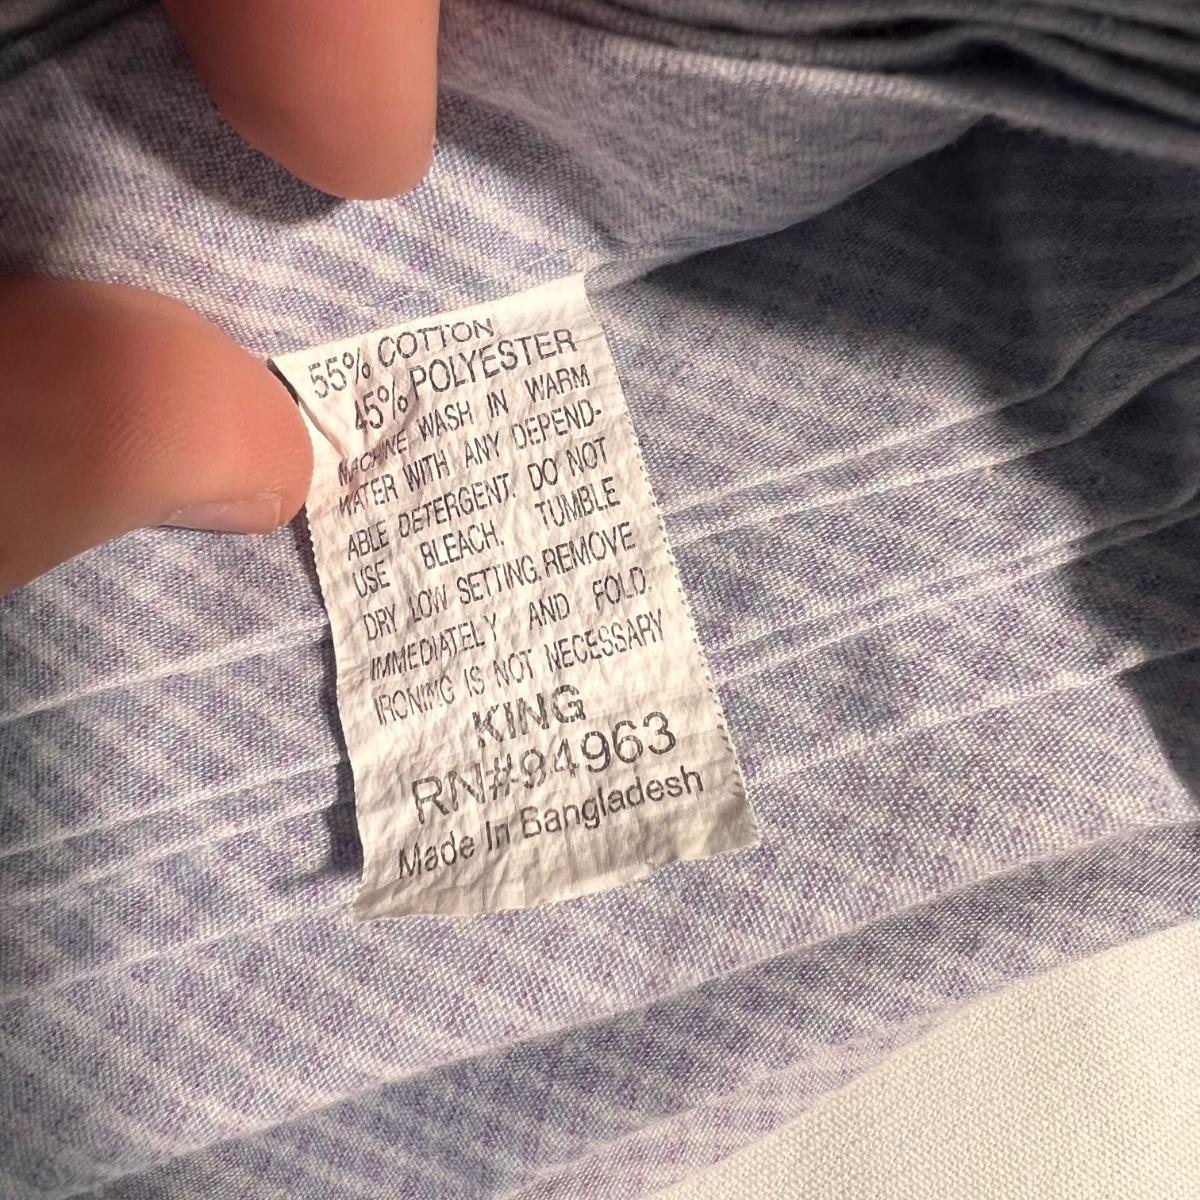 55% COTTON
45% POLYESTER
MACHINE WASH IN WARM
WATER WITH ANY DEPEND-
ABLE DETERGENT. DO NOT
USE BLEACH. TUMBLE
DRY LOW SETTING.REMOVE
IMMEDIATELY AND FOLD
IRONING IS NOT NECESSARY
KING
RN#94963
Made In Bangladesh